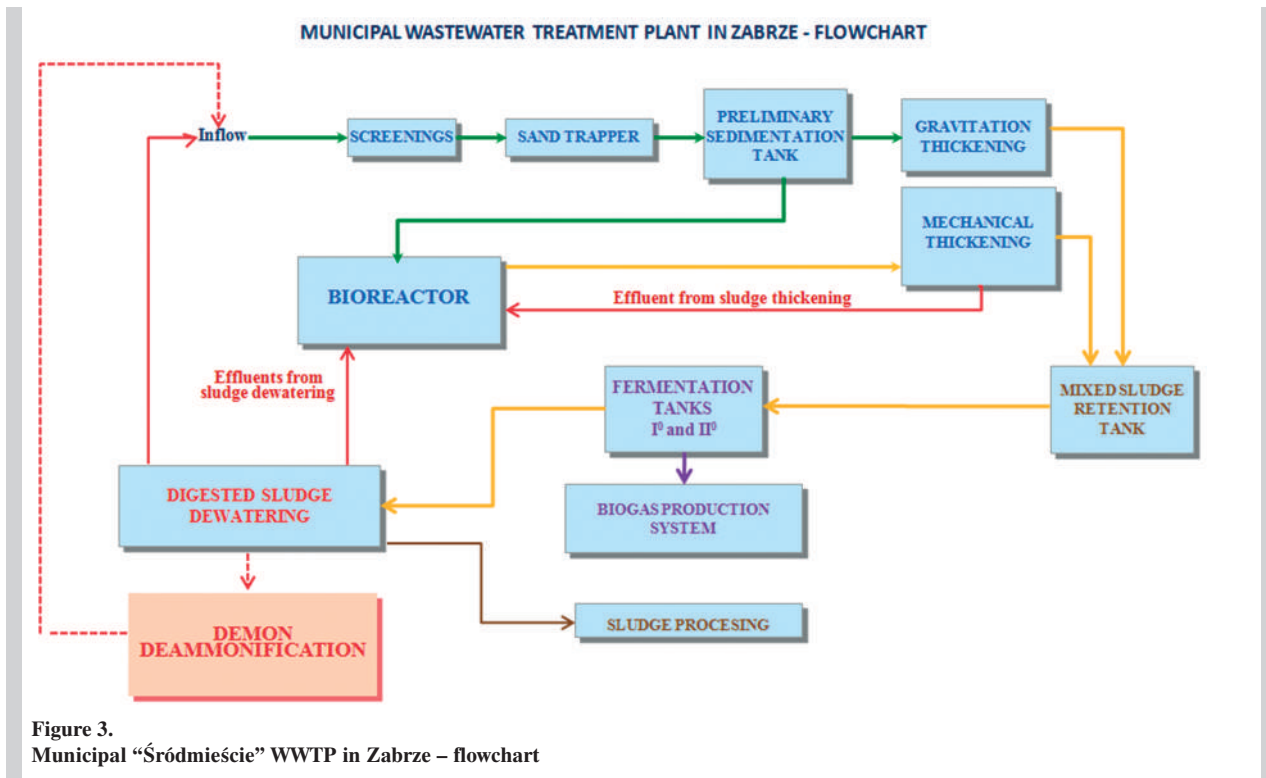 MUNICIPAL WASTEWATER TREATMENT PLANT IN ZABRZE - FLOWCHART
Inflow
SCREENINGS
SAND TRAPPER
PRELIMINARY
SEDIMENTATION
TANK
GRAVITATION
THICKENING
MECHANICAL
THICKENING
BIOREACTOR
Effluent from sludge thickening
Effluents from
sludge dewatering
FERMENTATION
TANKS
I⁰ and II⁰
MIXED SLUDGE
RETENTION
TANK
DIGESTED SLUDGE
DEWATERING
BIOGAS PRODUCTION
SYSTEM
DEMON
DEAMMONIFICATION
SLUDGE PROCESING
Figure 3.
Municipal “Śródmieście” WWTP in Zabrze – flowchart